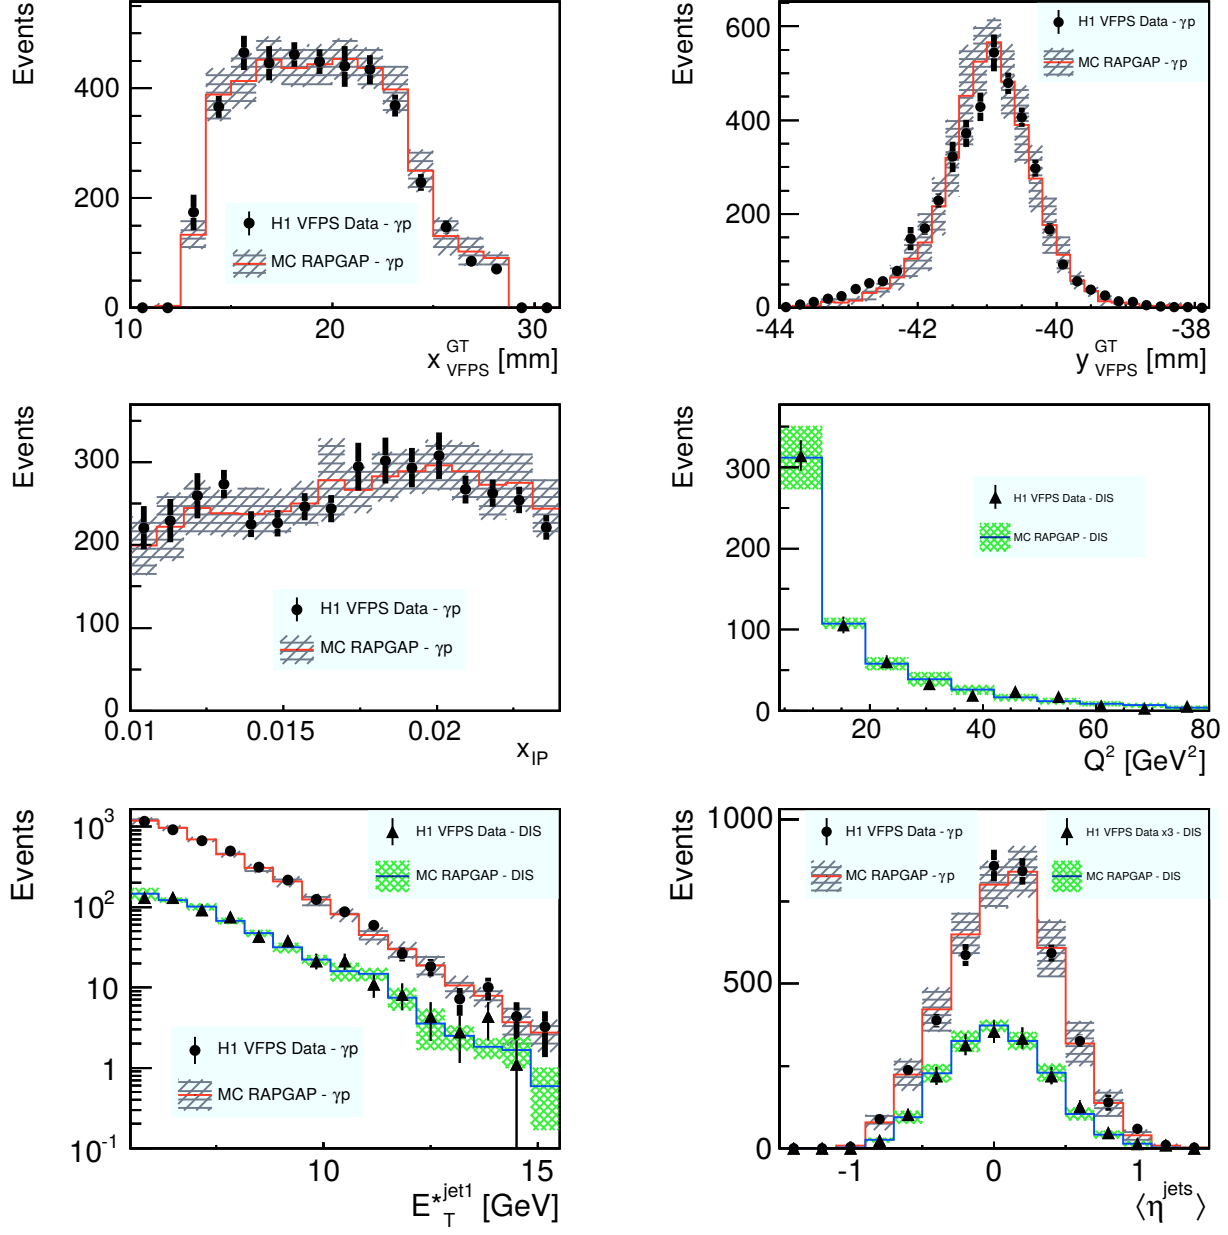 Events
400
200
0
10
20
30
H1 VFPS Data - γp
MC RAPGAP - γp
x GT VFPS [mm]
Events
600
400
200
0
-44
-42
-40
-38
H1 VFPS Data - γp
MC RAPGAP - γp
y GT VFPS [mm]
Events
300
200
100
0
0.01
0.015
0.02
H1 VFPS Data - γp
MC RAPGAP - γp
x IP
Events
300
200
100
0
20
40
60
80
H1 VFPS Data - DIS
MC RAPGAP - DIS
Q² [GeV²]
Events
10³
10²
10
1
10⁻¹
10
15
H1 VFPS Data - DIS
MC RAPGAP - DIS
H1 VFPS Data - γp
MC RAPGAP - γp
E* jet1 T [GeV]
Events
1000
500
0
-1
0
1
H1 VFPS Data - γp
MC RAPGAP - γp
H1 VFPS Data x3 - DIS
MC RAPGAP - DIS
⟨η jets⟩